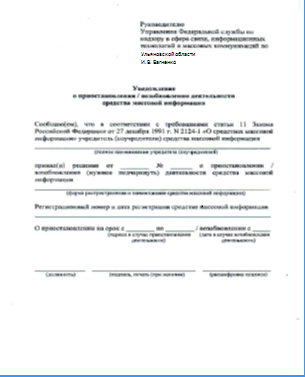 Руководителю
Управления Федеральной службы по
надзору в сфере связи, информационных
технологий и массовых коммуникаций по
Ульяновской области
Уведомление
о приостановлении / возобновлении деятельности
средства массовой информации
Сообщаю(ем), что в соответствии с требованиями статьи 11 Закона
Российской Федерации от 27 декабря 1991 г. N 2124-1 «О средствах массовой
информации» учредитель (соучредители) средства массовой информации
(полное наименование учредителя (соучредителей)
принял(и) решение от ________ № ______ о приостановлении /
возобновлении (нужное подчеркнуть) деятельности средства массовой
информации
(форма распространения и наименование средства массовой информации)
Регистрационный номер и дата регистрации средства массовой информации
О приостановлении на срок с ______ по ______ / возобновлении с ______
(период в случае приостановления (дата в случае возобновления
деятельности) деятельности)
(должность) (подпись, печать (при наличии) (расшифровка подписи)